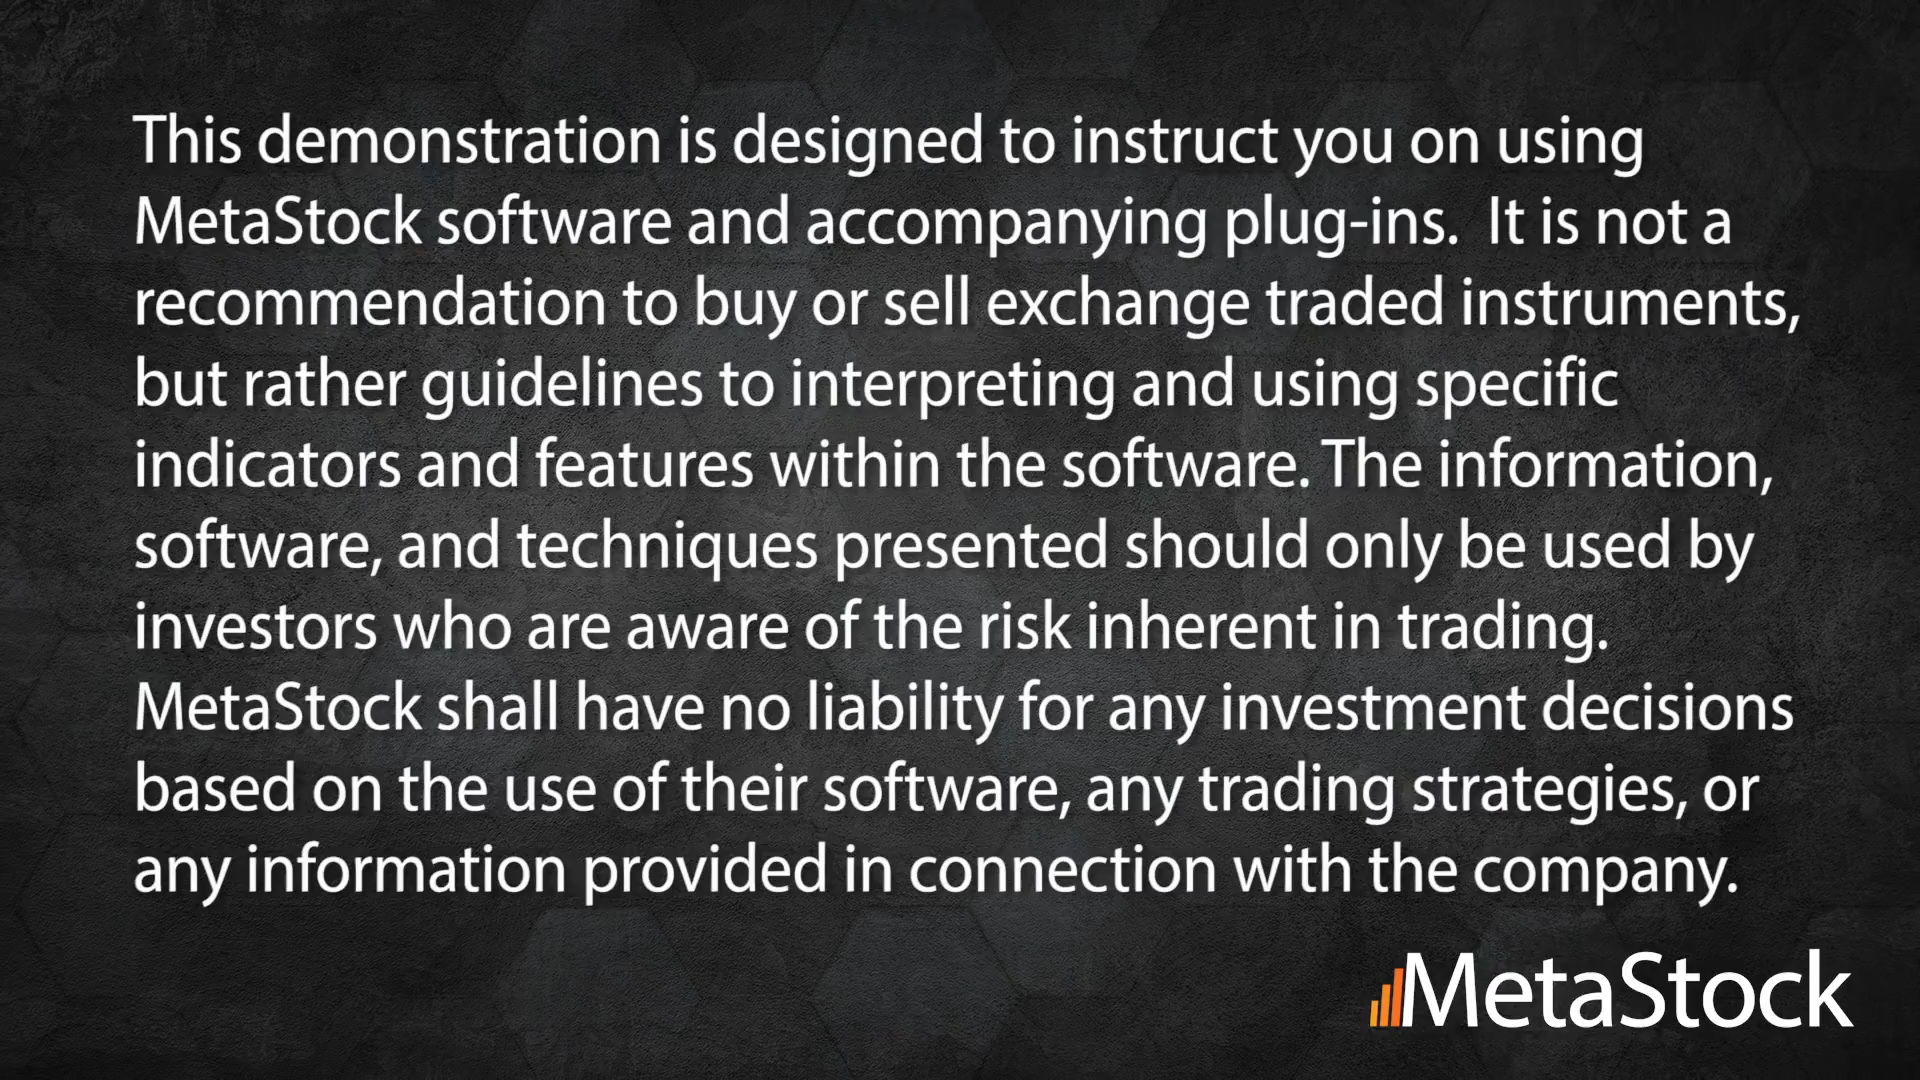 This demonstration is designed to instruct you on using
MetaStock software and accompanying plug-ins.  It is not a
recommendation to buy or sell exchange traded instruments,
but rather guidelines to interpreting and using specific
indicators and features within the software. The information,
software, and techniques presented should only be used by
investors who are aware of the risk inherent in trading.
MetaStock shall have no liability for any investment decisions
based on the use of their software, any trading strategies, or
any information provided in connection with the company.
MetaStock